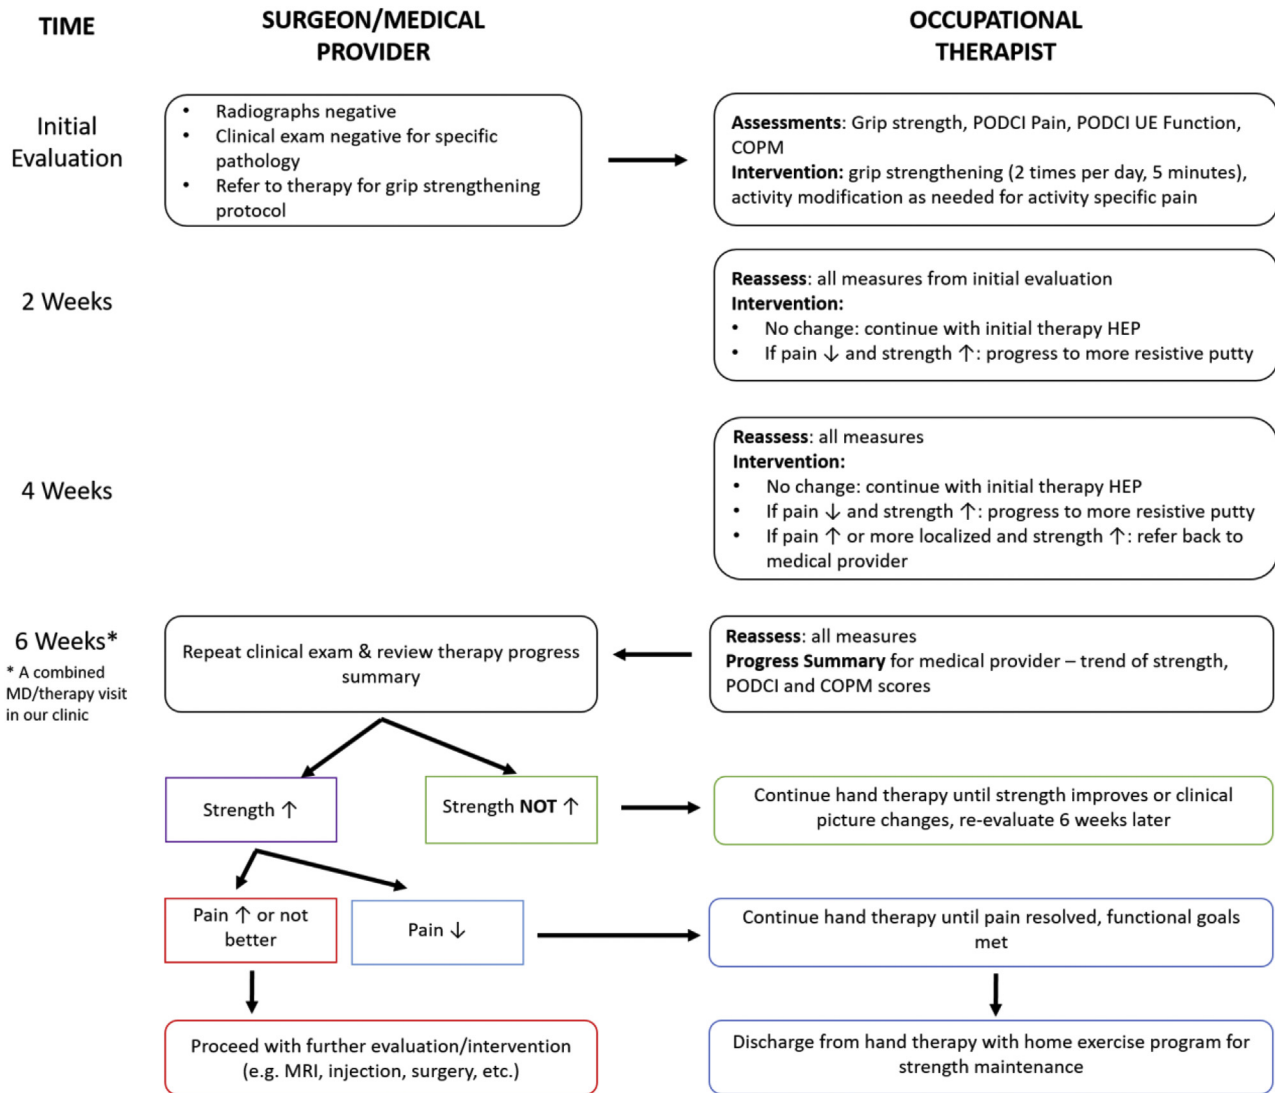 TIME
SURGEON/MEDICAL
PROVIDER
OCCUPATIONAL
THERAPIST
Initial
Evaluation
• Radiographs negative
• Clinical exam negative for specific
pathology
• Refer to therapy for grip strengthening
protocol
Assessments: Grip strength, PODCI Pain, PODCI UE Function,
COPM
Intervention: grip strengthening (2 times per day, 5 minutes),
activity modification as needed for activity specific pain
2 Weeks
Reassess: all measures from initial evaluation
Intervention:
• No change: continue with initial therapy HEP
• If pain ↓ and strength ↑: progress to more resistive putty
4 Weeks
Reassess: all measures
Intervention:
• No change: continue with initial therapy HEP
• If pain ↓ and strength ↑: progress to more resistive putty
• If pain ↑ or more localized and strength ↑: refer back to
medical provider
6 Weeks*
* A combined
MD/therapy visit
in our clinic
Repeat clinical exam & review therapy progress
summary
Reassess: all measures
Progress Summary for medical provider – trend of strength,
PODCI and COPM scores
Strength ↑
Strength NOT ↑
Continue hand therapy until strength improves or clinical
picture changes, re-evaluate 6 weeks later
Pain ↑ or not
better
Pain ↓
Continue hand therapy until pain resolved, functional goals
met
Proceed with further evaluation/intervention
(e.g. MRI, injection, surgery, etc.)
Discharge from hand therapy with home exercise program for
strength maintenance